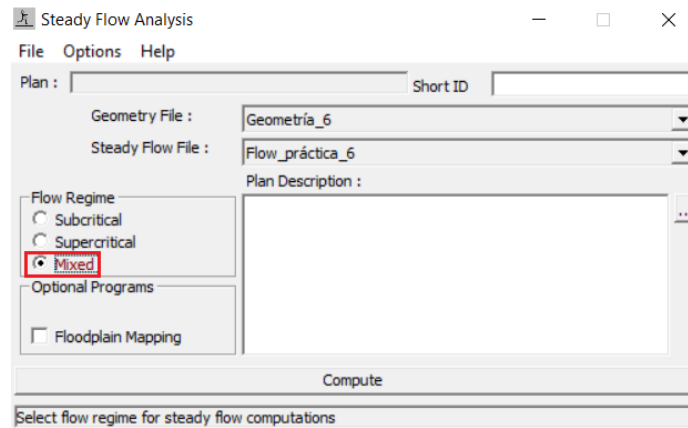 Steady Flow Analysis
File Options Help
Plan : Short ID
Geometry File : Geometría_6
Steady Flow File : Flow_práctica_6
Plan Description :
Flow Regime
Subcritical
Supercritical
Mixed
Optional Programs
Floodplain Mapping
...
Compute
Select flow regime for steady flow computations